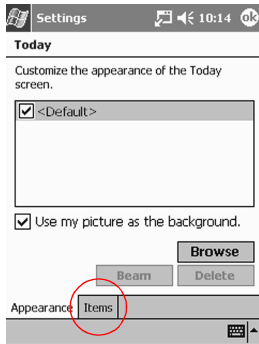 Settings 10:14 ok
Today
Customize the appearance of the Today
screen.
<Default>
Use my picture as the background.
Browse
Beam Delete
Appearance Items